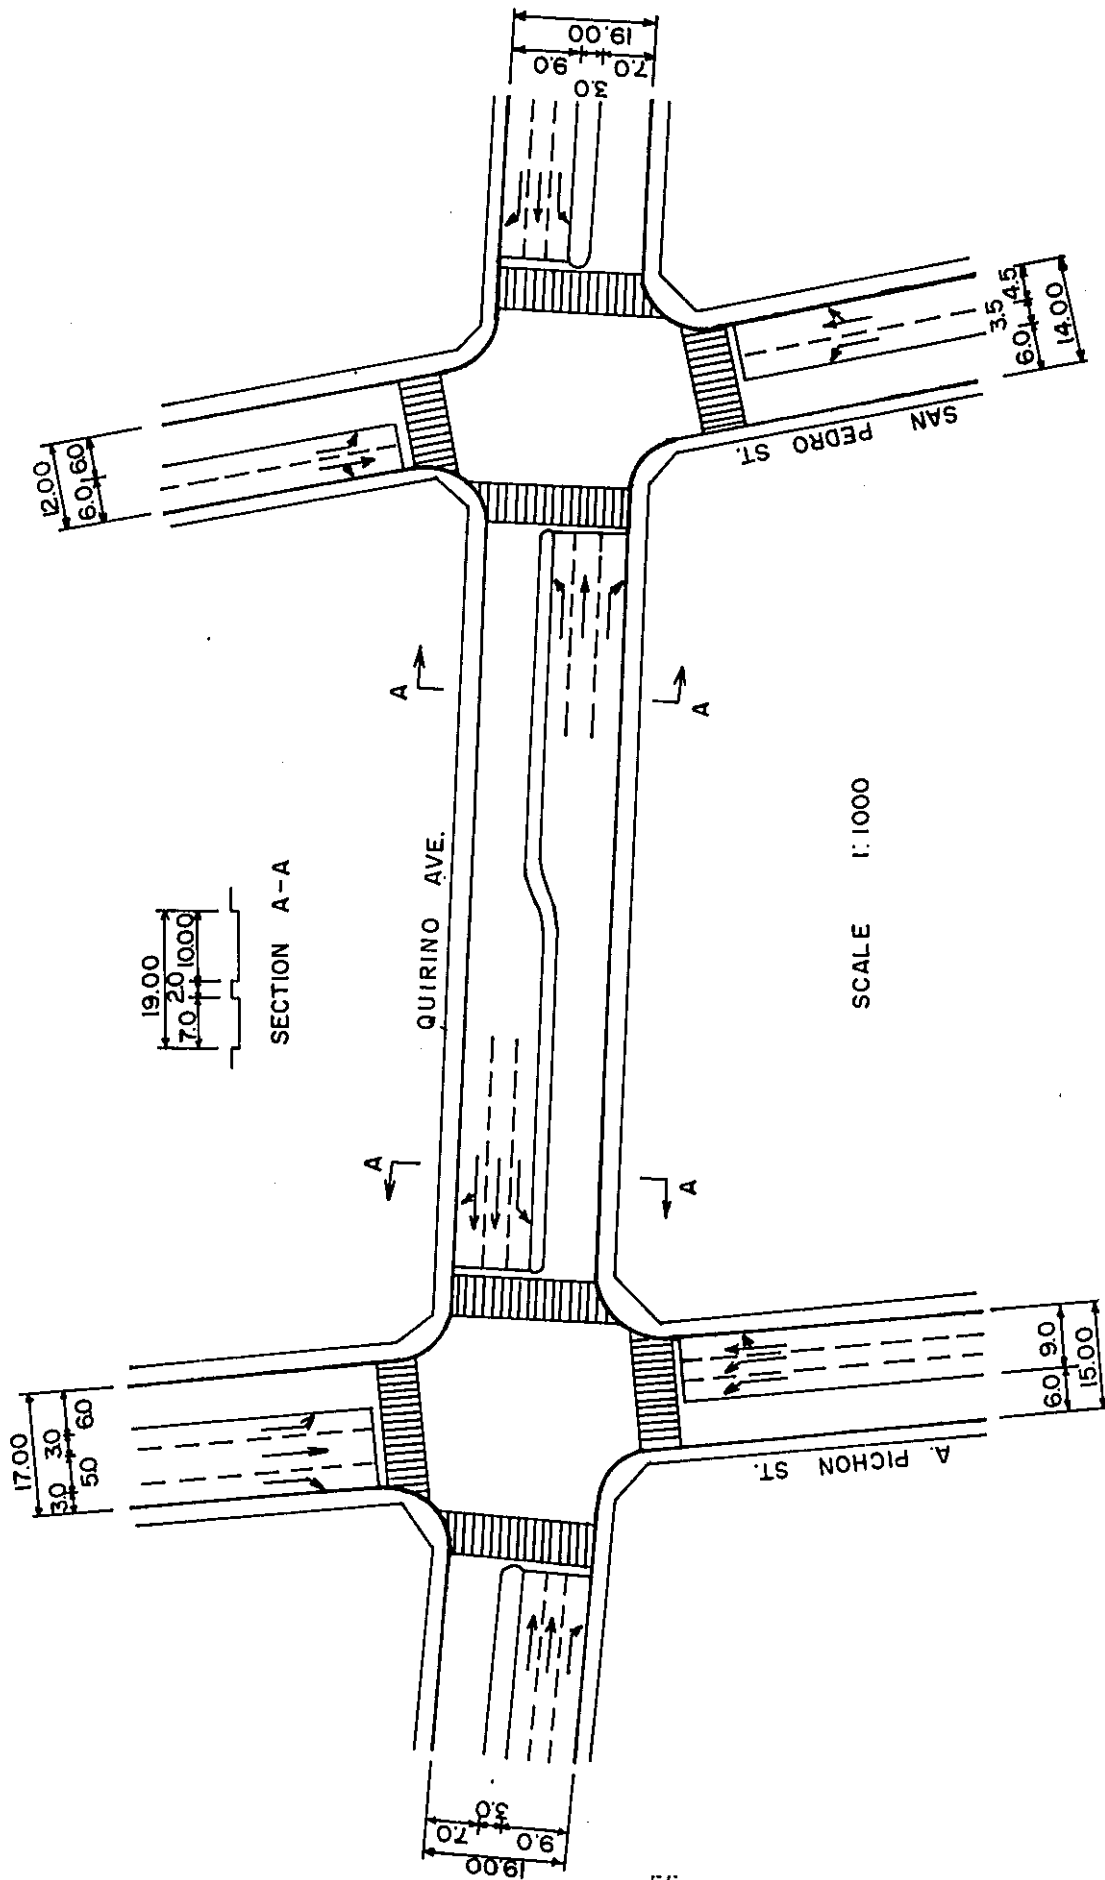 19.00
9.0
3.0
7.0
12.00
6.0 6.0
SAN PEDRO ST.
6.0 3.5 4.5
14.00
A
A
19.00
7.0 2.0 10.00
SECTION A-A
QUIRINO AVE.
SCALE 1:1000
A
A
17.00
3.0 3.0 6.0
5.0
A. PICHON ST.
6.0 9.0
15.00
19.00
7.0
3.0
9.0